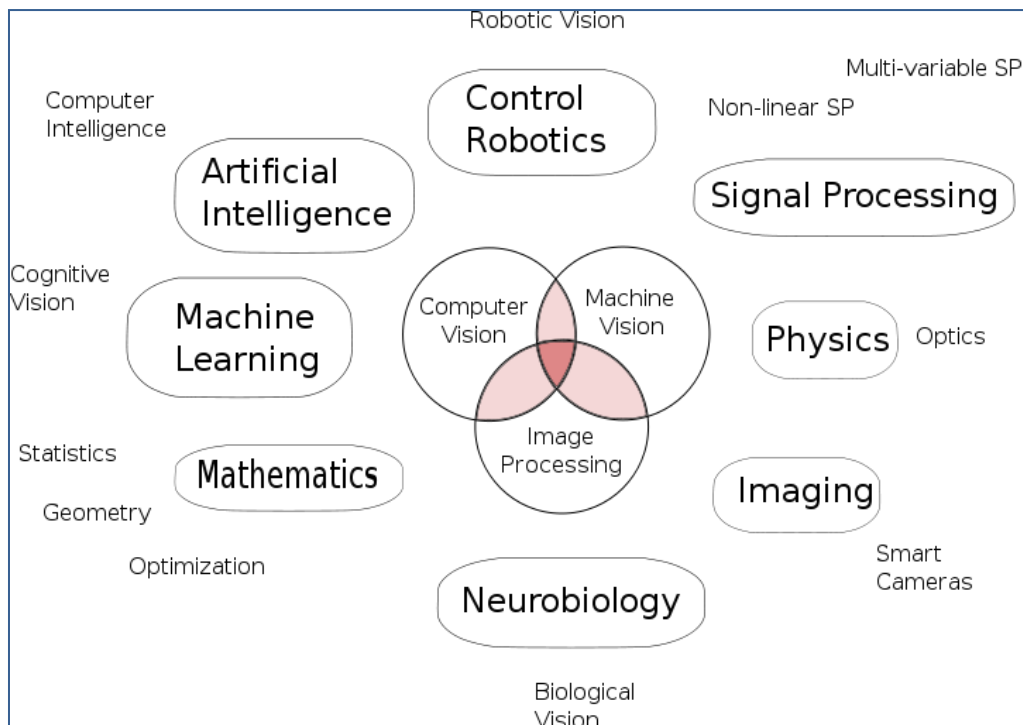 Robotic Vision
Multi-variable SP
Computer
Intelligence
Control
Robotics
Non-linear SP
Artificial
Intelligence
Signal Processing
Cognitive
Vision
Machine
Learning
Computer
Vision
Machine
Vision
Physics
Optics
Image
Processing
Statistics
Mathematics
Geometry
Imaging
Optimization
Smart
Cameras
Neurobiology
Biological
Vision